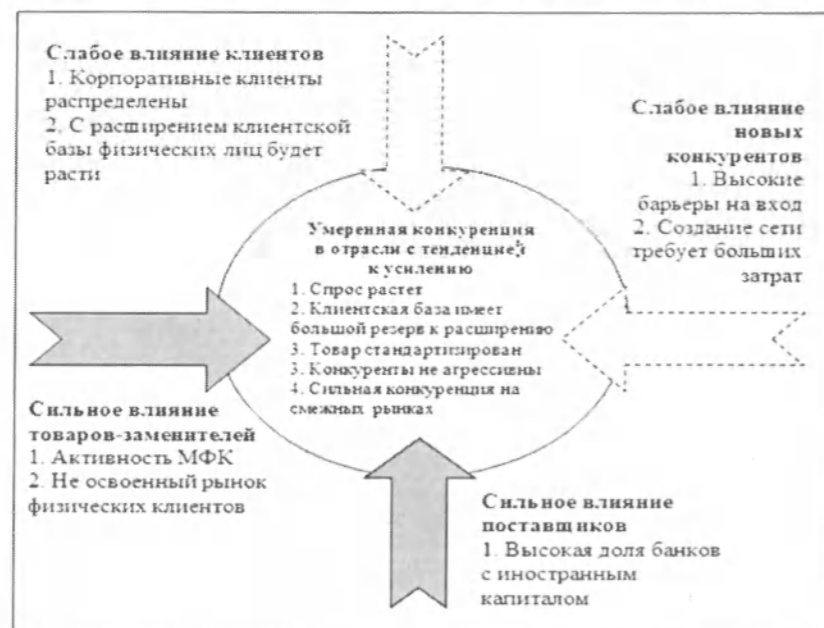 Слабое влияние клиентов
1. Корпоративные клиенты
распределены
2. С расширением клиентской
базы физических лиц будет
расти
Слабое влияние
новых
конкурентов
1. Высокие
барьеры на вход
2. Создание сети
требует больших
затрат
Умеренная конкуренция
в отрасли с тенденцией
к усилению
1. Спрос растет
2. Клиентская база имеет
большой резерв к расширению
3. Товар стандартизирован
3. Конкуренты не агрессивны
4. Сильная конкуренция на
смежных рынках
Сильное влияние
товаров-заменителей
1. Активность МФК
2. Не освоенный рынок
физических клиентов
Сильное влияние
поставщиков
1. Высокая доля банков
с иностранным
капиталом